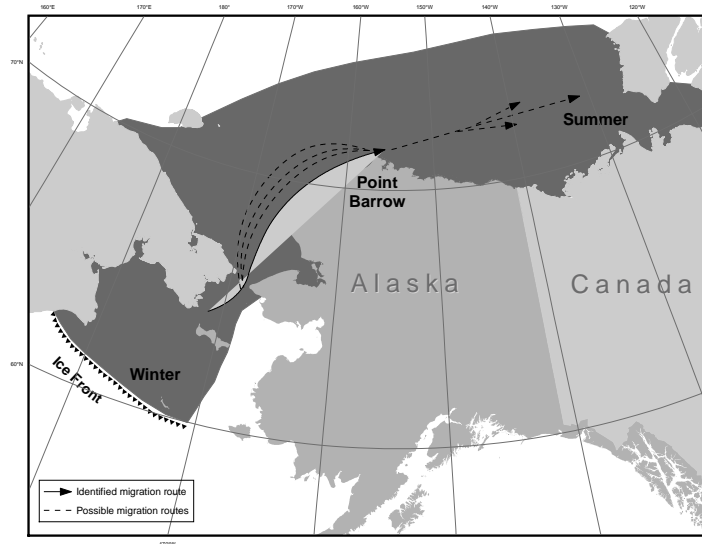 160°E
170°E
180°
170°W
160°W
150°W
140°W
130°W
120°W
70°N
Summer
Point
Barrow
Alaska
Canada
60°N
Winter
Ice Front
Identified migration route
Possible migration routes